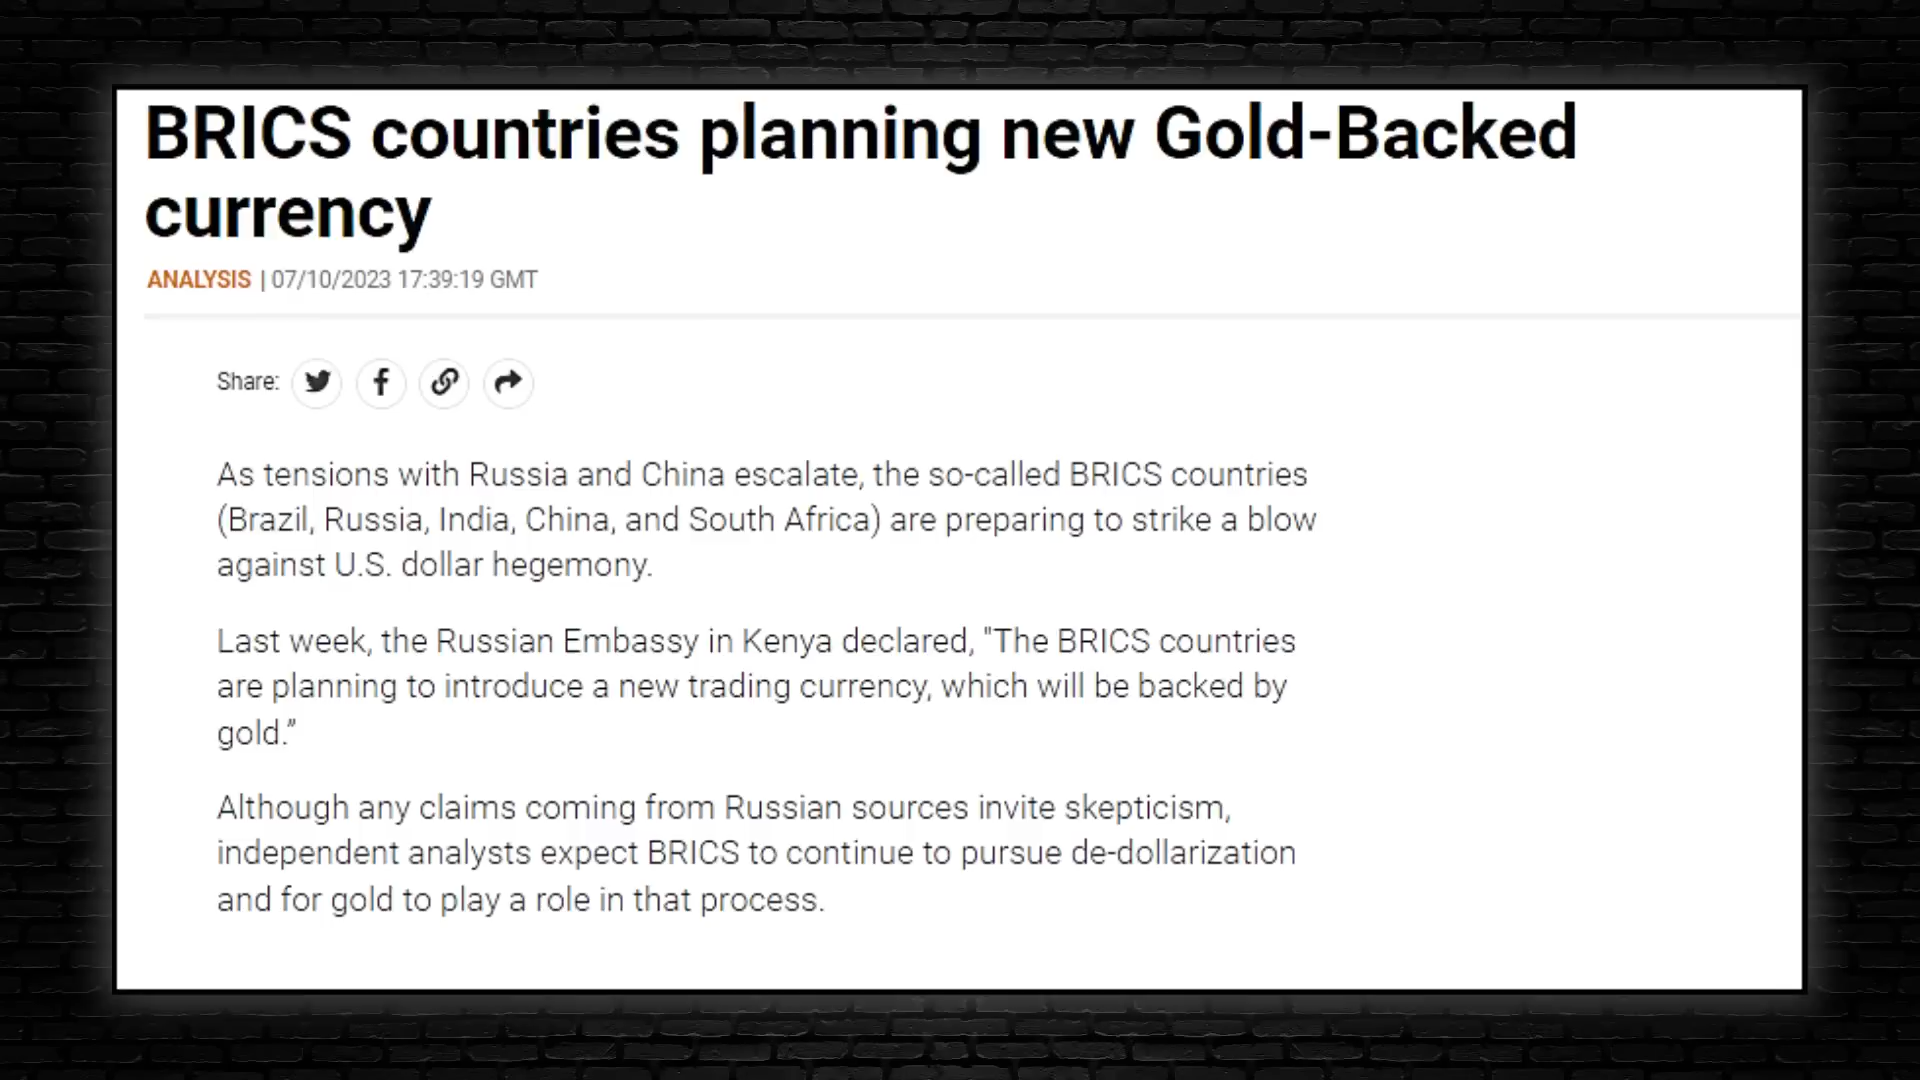 BRICS countries planning new Gold-Backed
currency
ANALYSIS | 07/10/2023 17:39:19 GMT
Share:
As tensions with Russia and China escalate, the so-called BRICS countries
(Brazil, Russia, India, China, and South Africa) are preparing to strike a blow
against U.S. dollar hegemony.
Last week, the Russian Embassy in Kenya declared, "The BRICS countries
are planning to introduce a new trading currency, which will be backed by
gold.”
Although any claims coming from Russian sources invite skepticism,
independent analysts expect BRICS to continue to pursue de-dollarization
and for gold to play a role in that process.